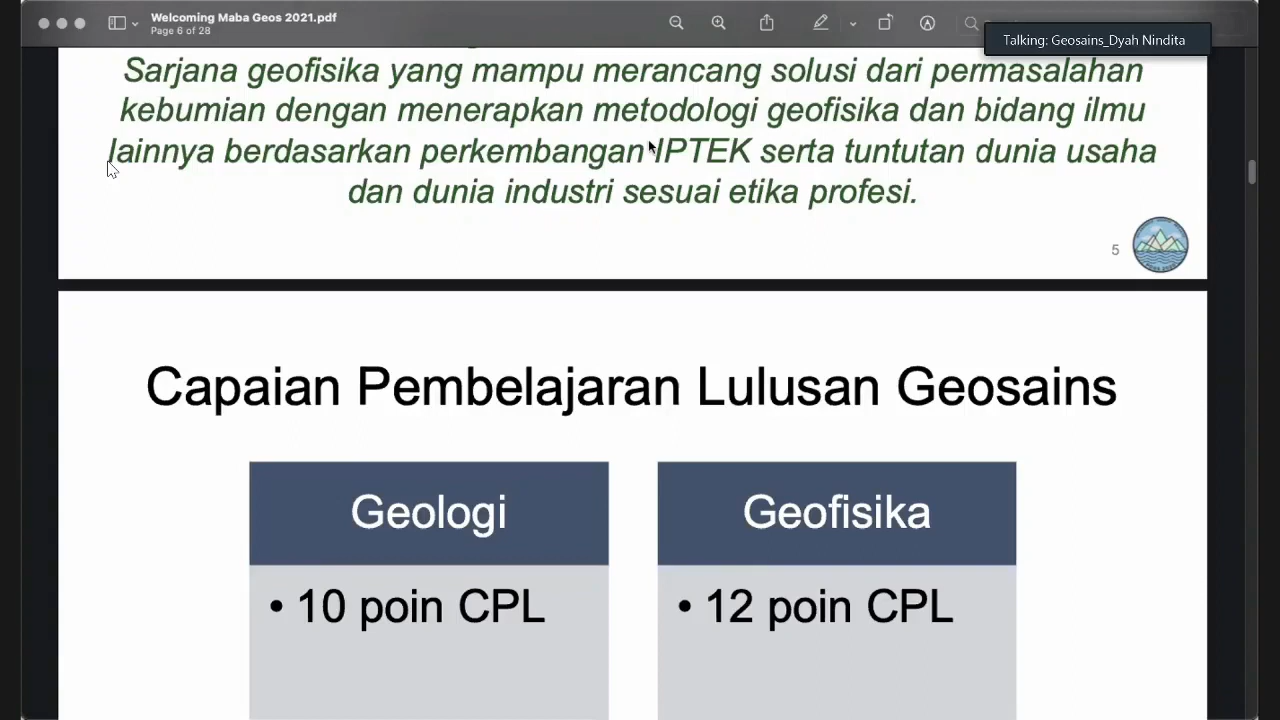 Welcoming Maba Geos 2021.pdf
Page 6 of 28
Talking: Geosains_Dyah Nindita
Sarjana geofisika yang mampu merancang solusi dari permasalahan
kebumian dengan menerapkan metodologi geofisika dan bidang ilmu
lainnya berdasarkan perkembangan IPTEK serta tuntutan dunia usaha
dan dunia industri sesuai etika profesi.
5
Capaian Pembelajaran Lulusan Geosains
Geologi
• 10 poin CPL
Geofisika
• 12 poin CPL